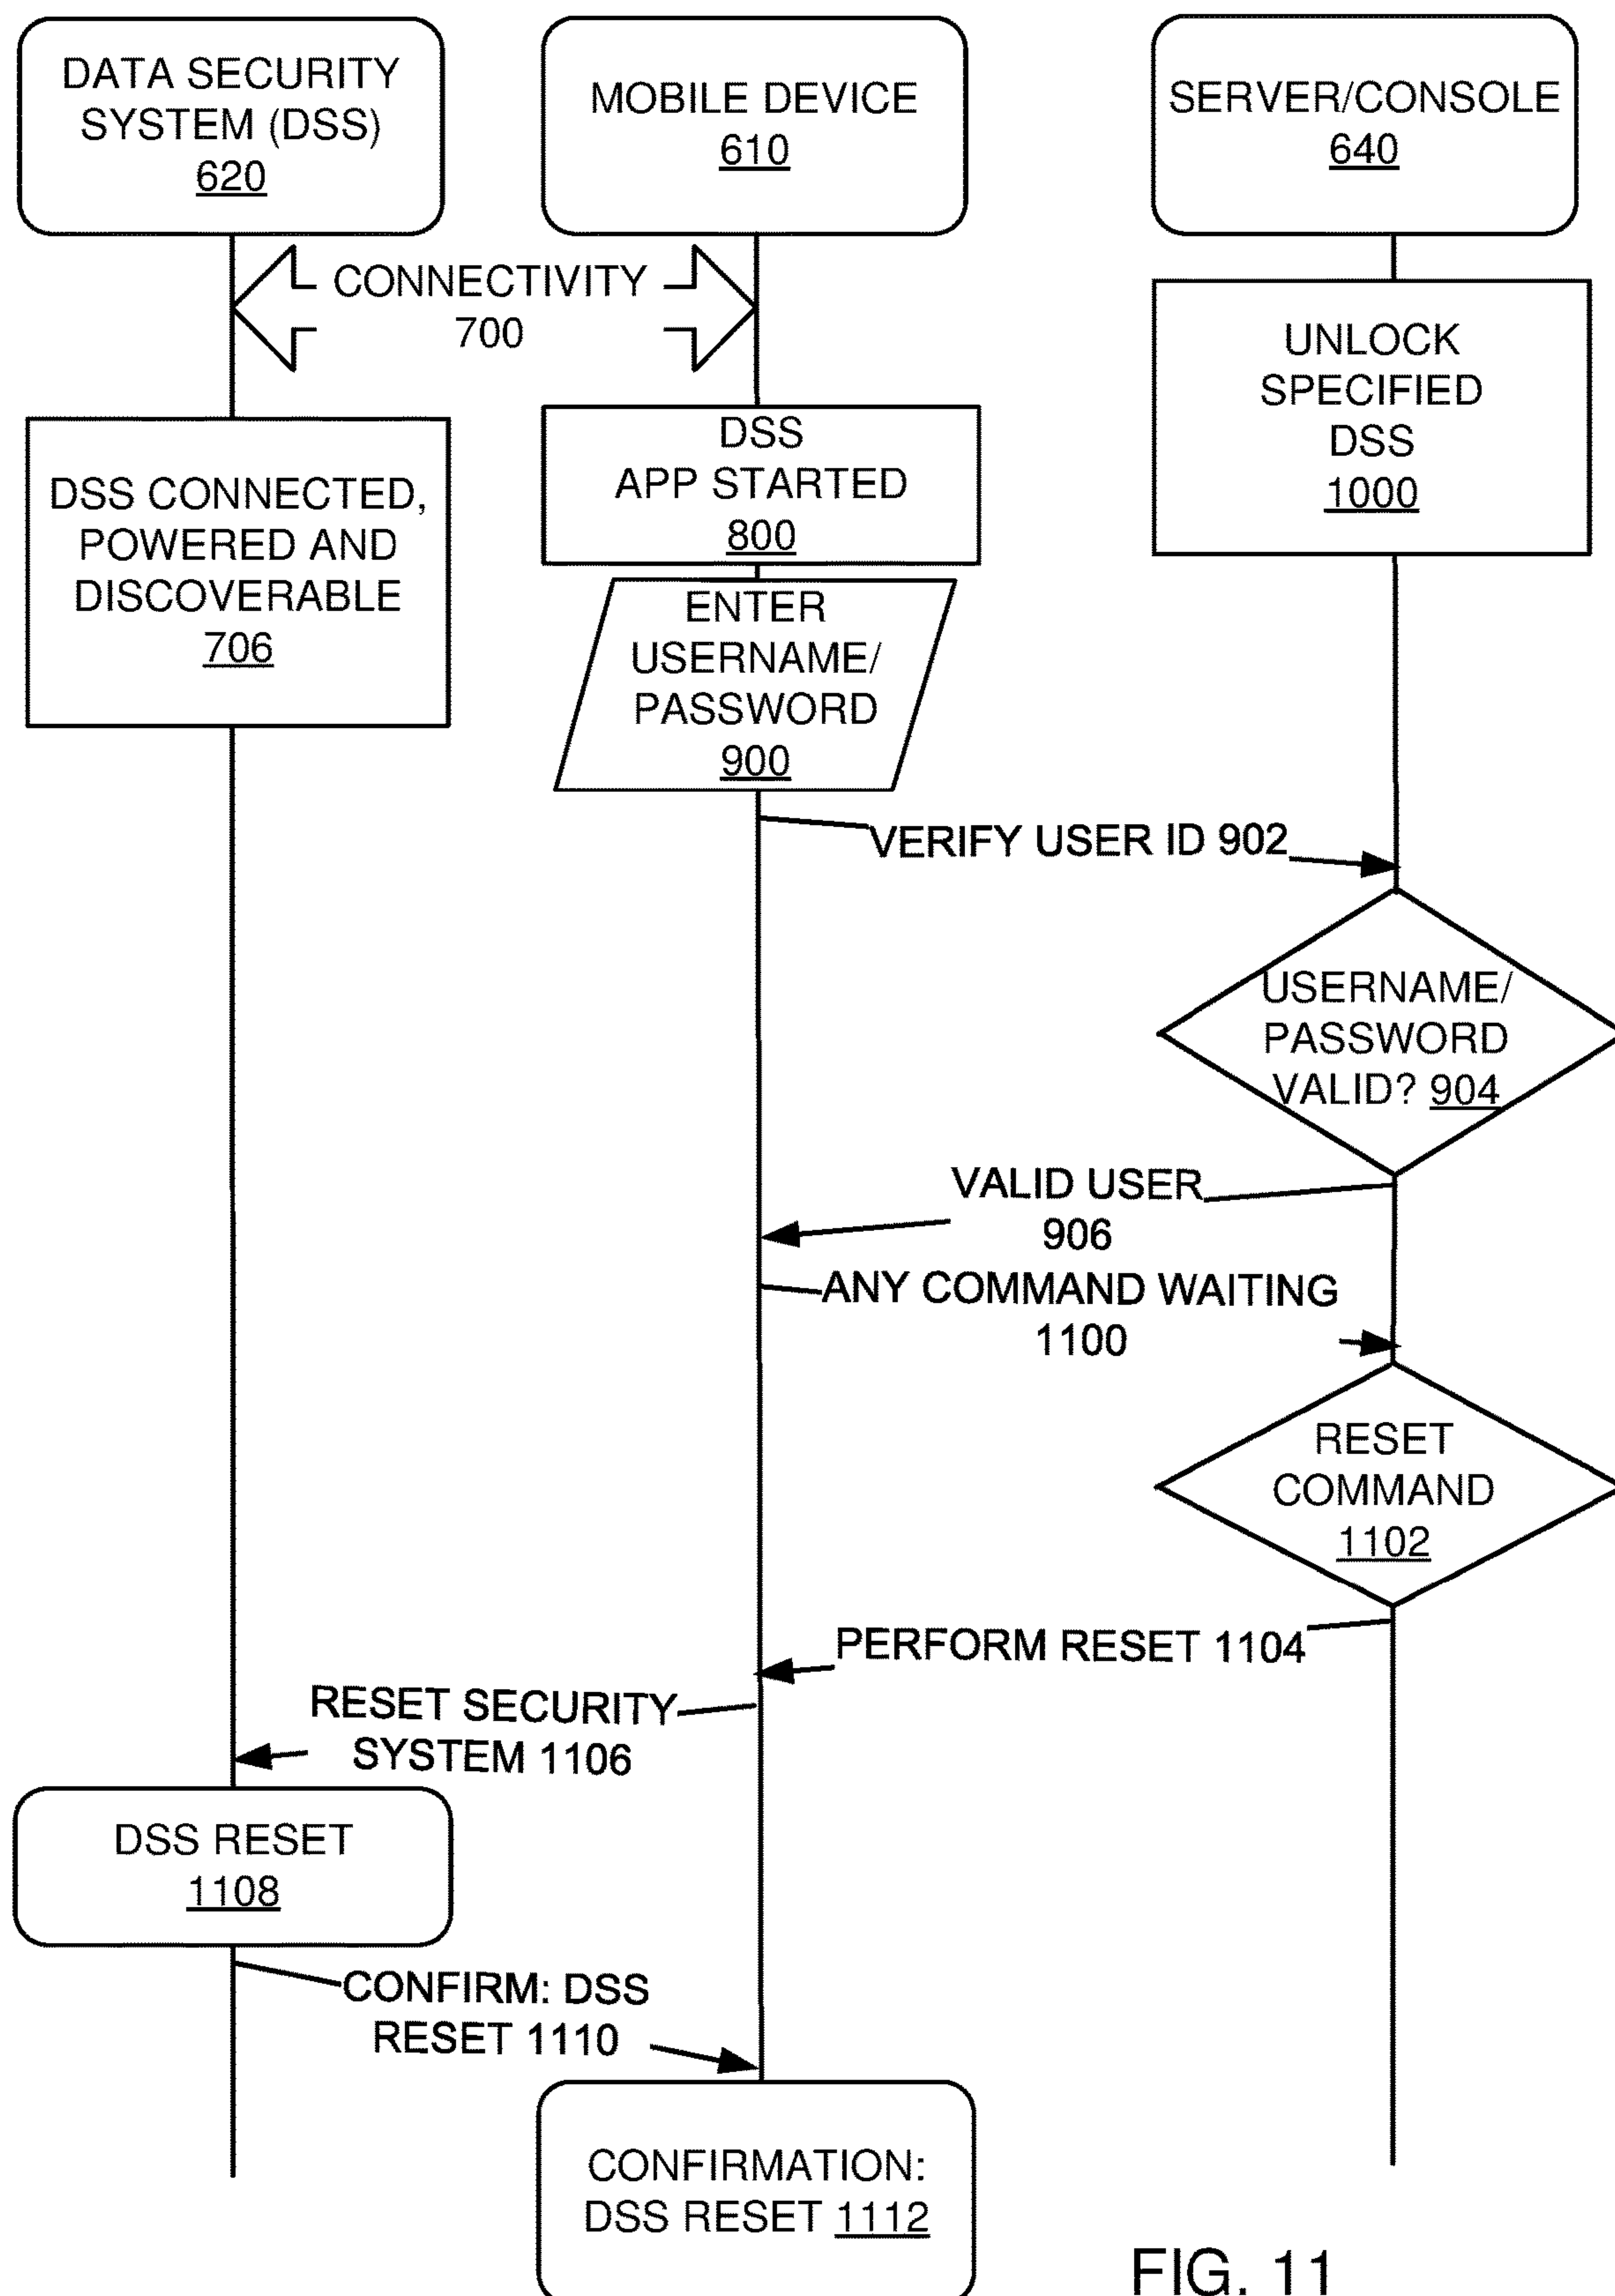 DATA SECURITY
SYSTEM (DSS)
620
MOBILE DEVICE
610
SERVER/CONSOLE
640
CONNECTIVITY
700
UNLOCK
SPECIFIED
DSS
1000
DSS
APP STARTED
800
DSS CONNECTED,
POWERED AND
DISCOVERABLE
706
ENTER
USERNAME/
PASSWORD
900
VERIFY USER ID 902
USERNAME/
PASSWORD
VALID? 904
VALID USER
906
ANY COMMAND WAITING
1100
RESET
COMMAND
1102
PERFORM RESET 1104
RESET SECURITY
SYSTEM 1106
DSS RESET
1108
CONFIRM: DSS
RESET 1110
CONFIRMATION:
DSS RESET 1112
FIG. 11